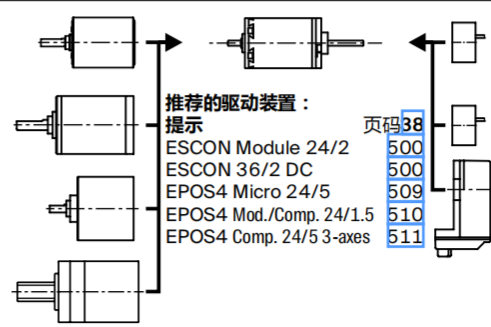 推荐的驱动装置：
提示 页码38
ESCON Module 24/2 500
ESCON 36/2 DC 500
EPOS4 Micro 24/5 509
EPOS4 Mod./Comp. 24/1.5 510
EPOS4 Comp. 24/5 3-axes 511